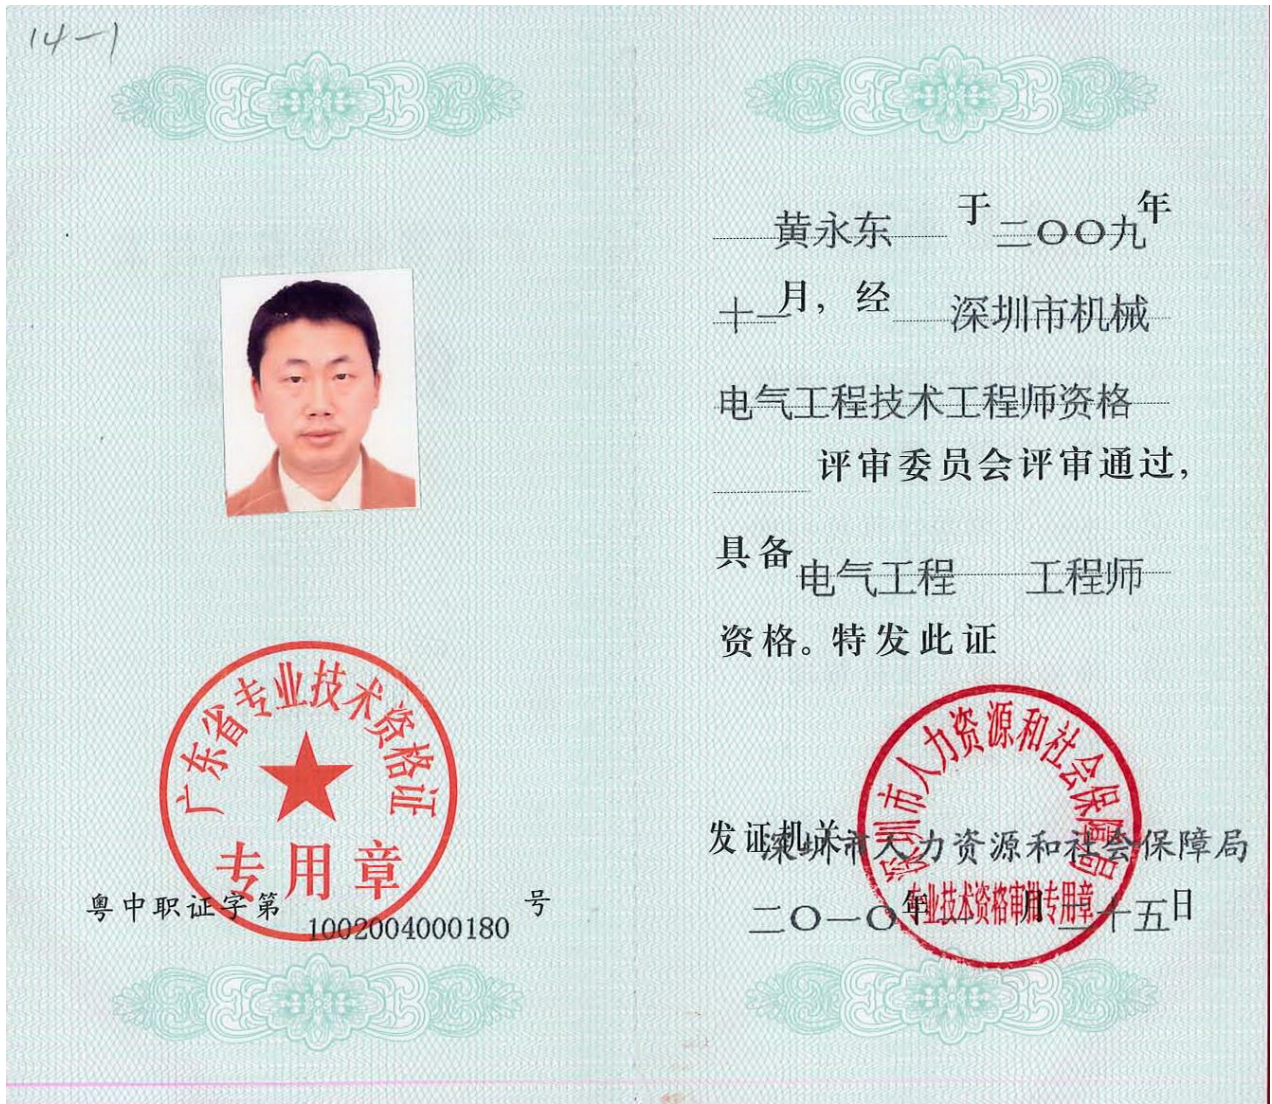 14-1
广东省专业技术资格证
专用章
粤中职证字第 1002004000180 号
黄永东 于 二〇〇九 年
十一 月, 经 深圳市机械
电气工程技术工程师资格
评审委员会评审通过,
具备 电气工程 工程师
资格。特发此证
深圳市人力资源和社会保障局
专业技术资格审批专用章
发证机关 深圳市人力资源和社会保障局
二〇一〇 年 月 二十五 日